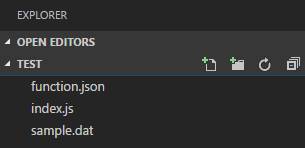 EXPLORER
OPEN EDITORS
TEST
function.json
index.js
sample.dat